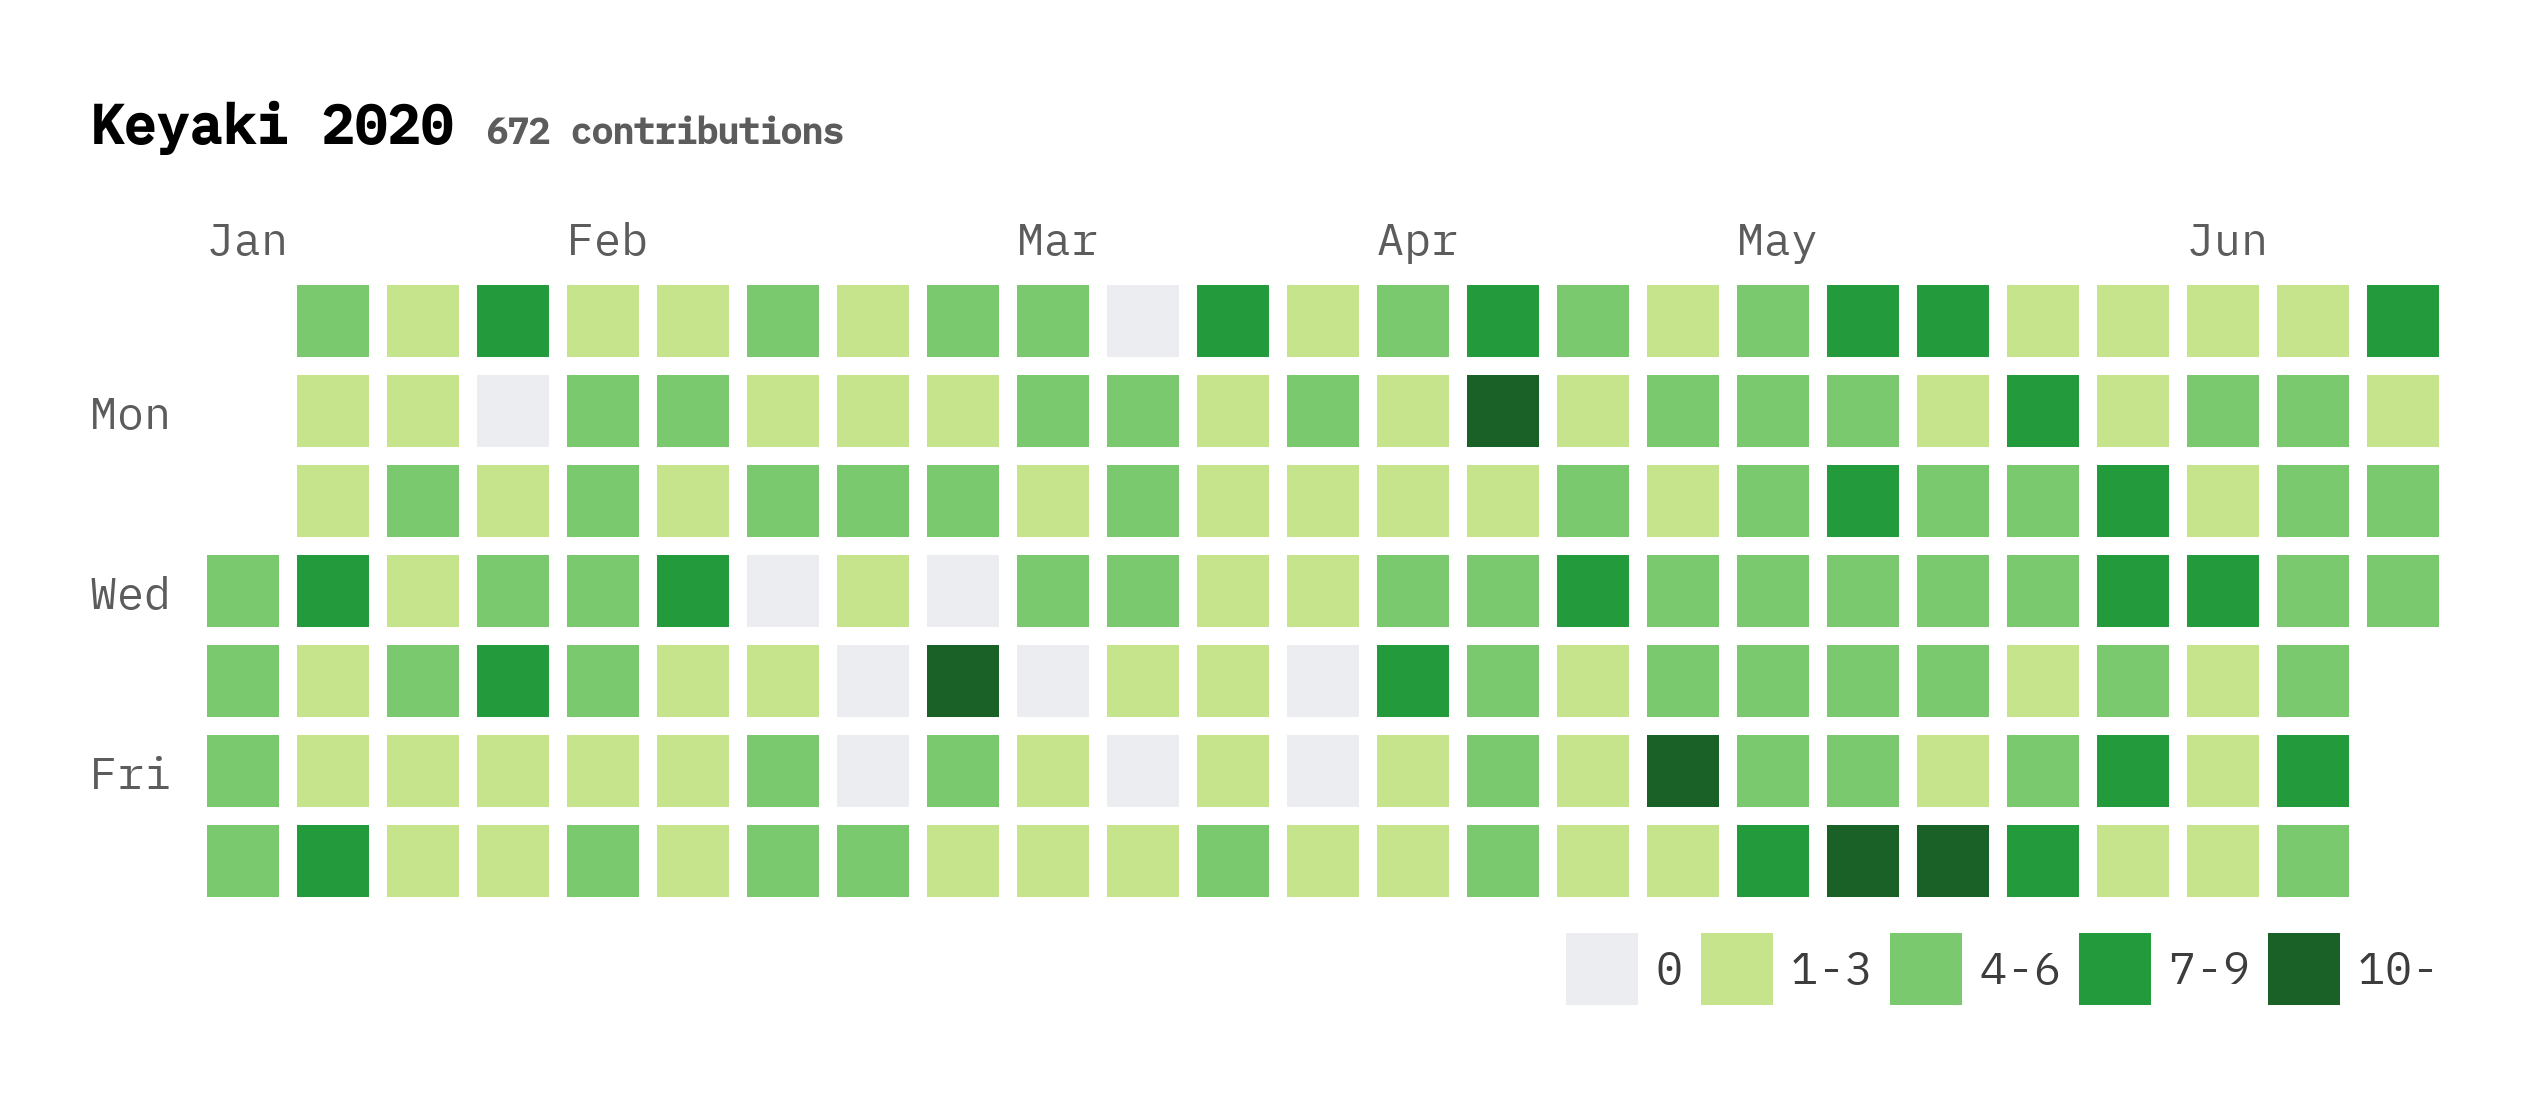 Keyaki 2020 672 contributions
Jan Feb Mar Apr May Jun
Mon
Wed
Fri
0 1-3 4-6 7-9 10-